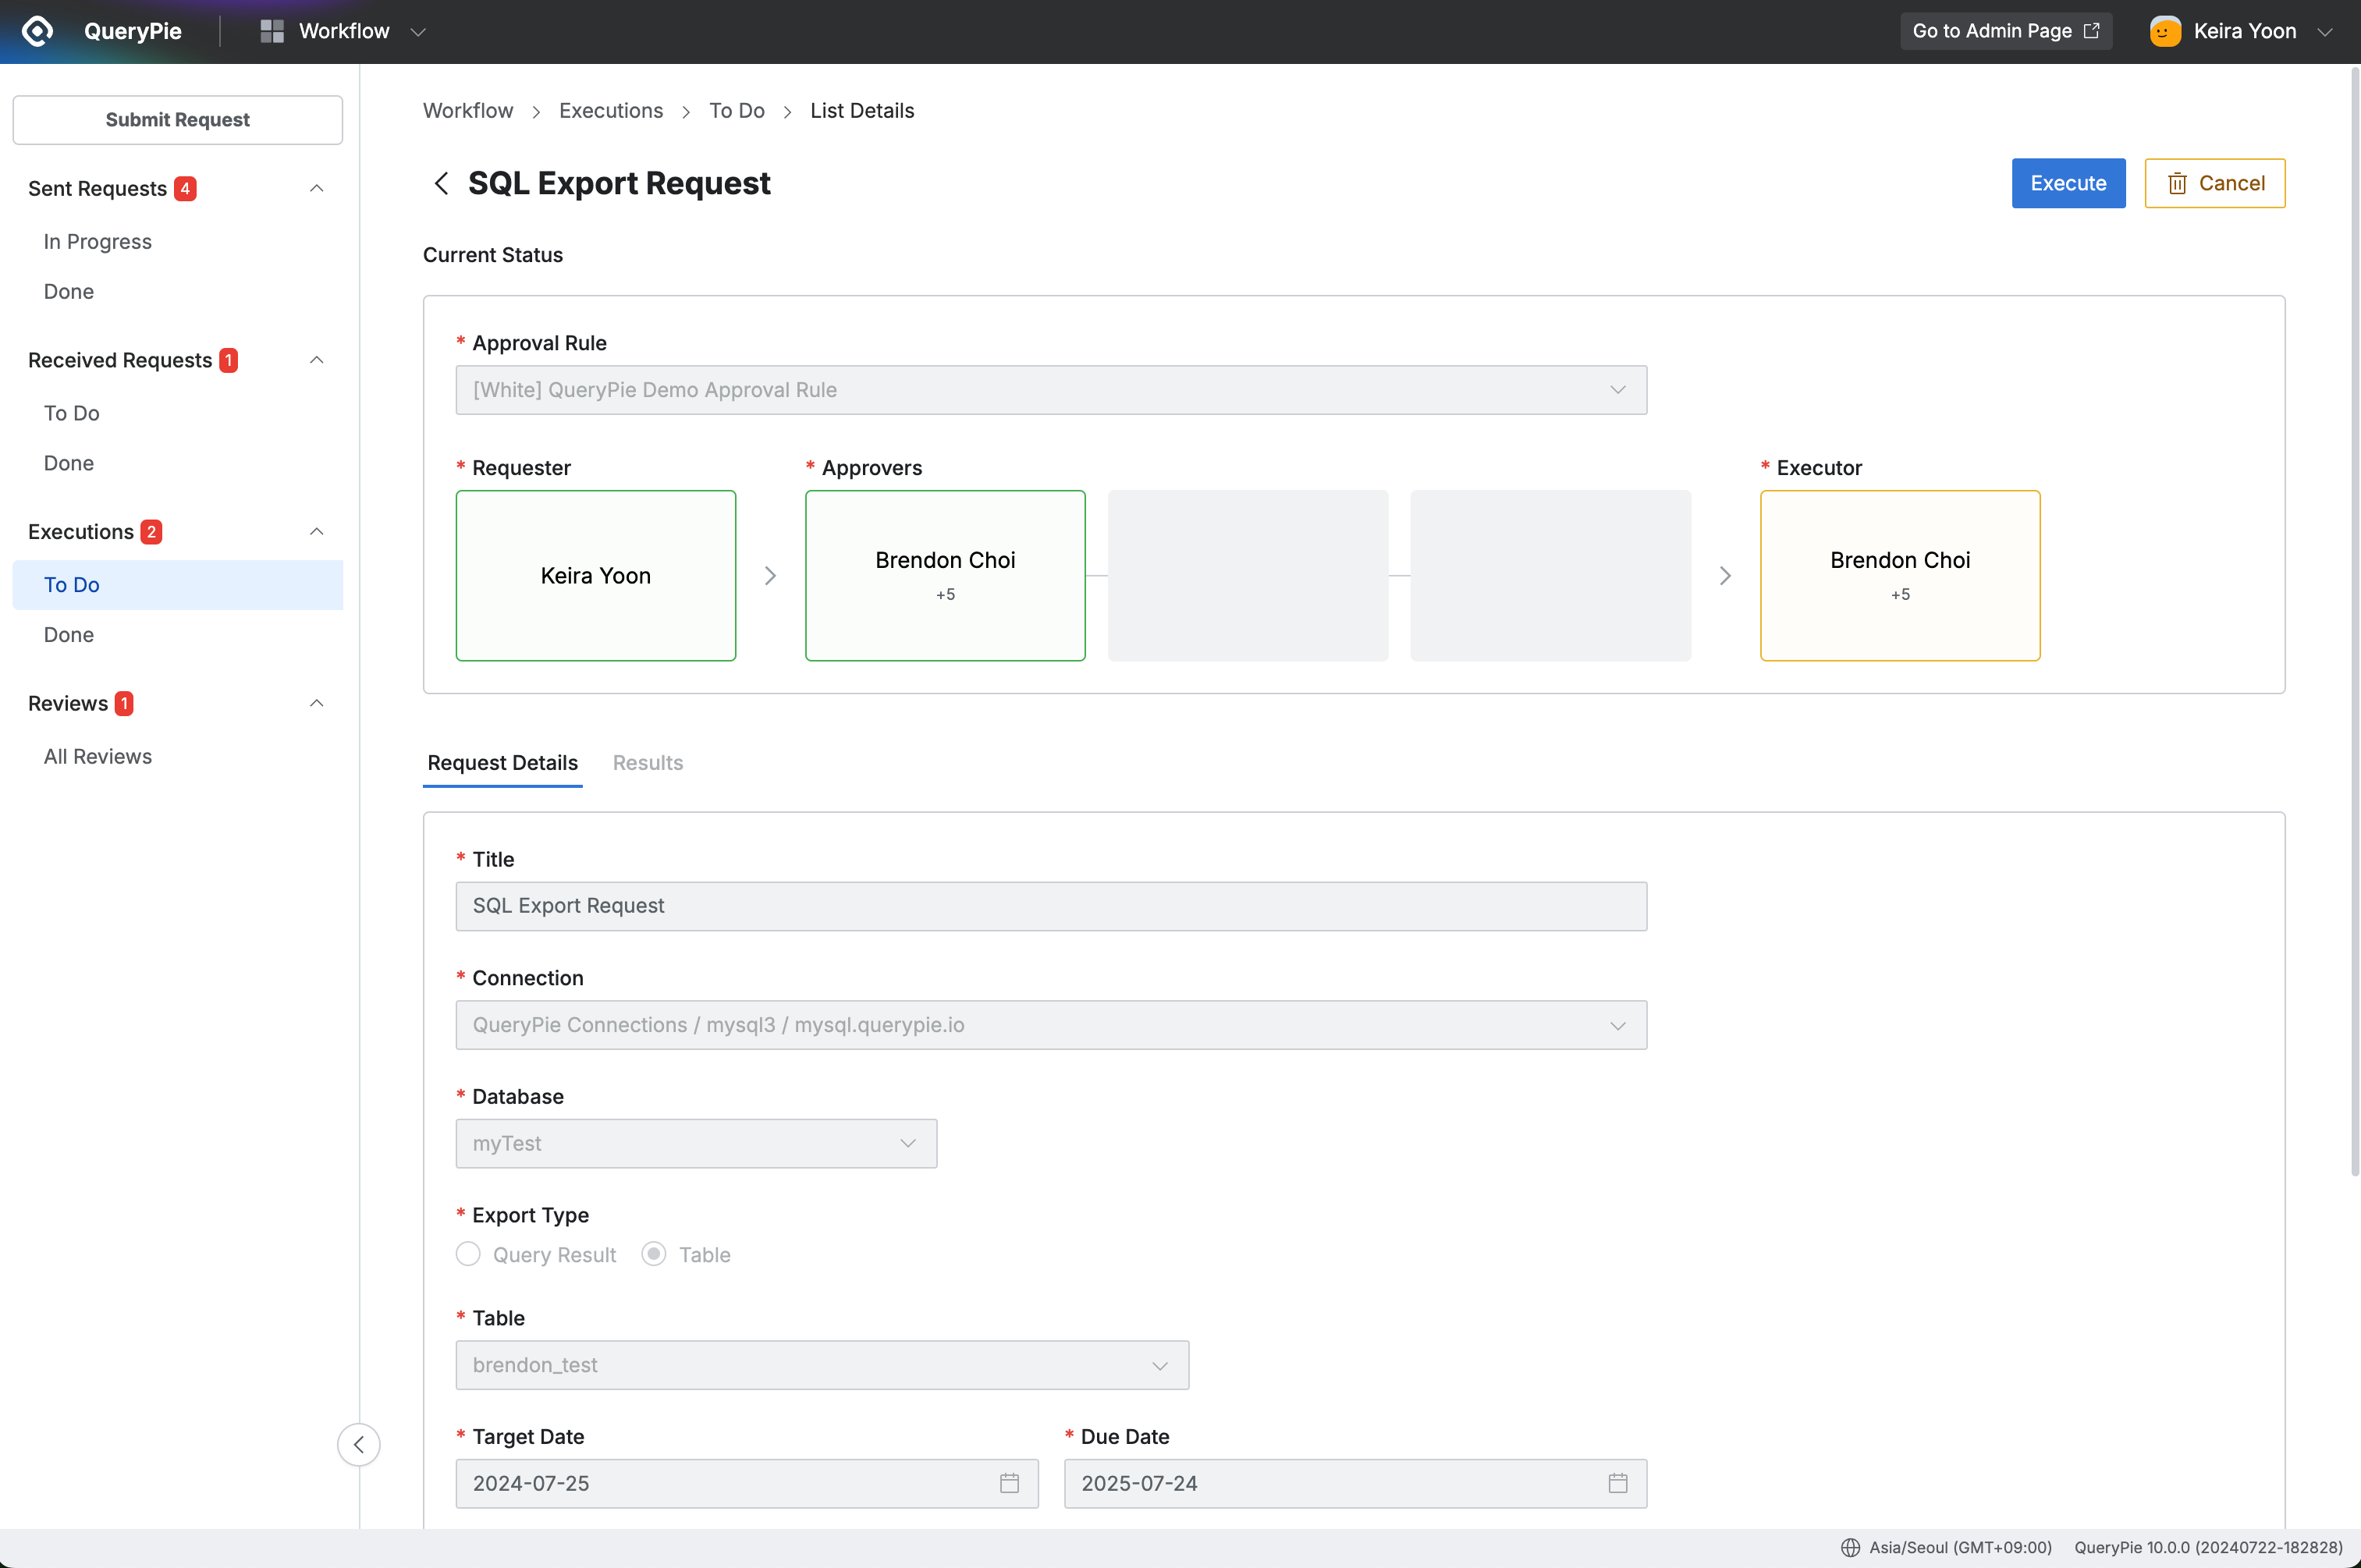 QueryPie
Workflow
Go to Admin Page
Keira Yoon
Submit Request
Sent Requests 4
In Progress
Done
Received Requests 1
To Do
Done
Executions 2
To Do
Done
Reviews 1
All Reviews
Workflow > Executions > To Do > List Details
SQL Export Request
Execute
Cancel
Current Status
* Approval Rule
[White] QueryPie Demo Approval Rule
* Requester
* Approvers
* Executor
Keira Yoon
Brendon Choi
+5
Brendon Choi
+5
Request Details
Results
* Title
SQL Export Request
* Connection
QueryPie Connections / mysql3 / mysql.querypie.io
* Database
myTest
* Export Type
Query Result
Table
* Table
brendon_test
* Target Date
* Due Date
2024-07-25
2025-07-24
Asia/Seoul (GMT+09:00)
QueryPie 10.0.0 (20240722-182828)